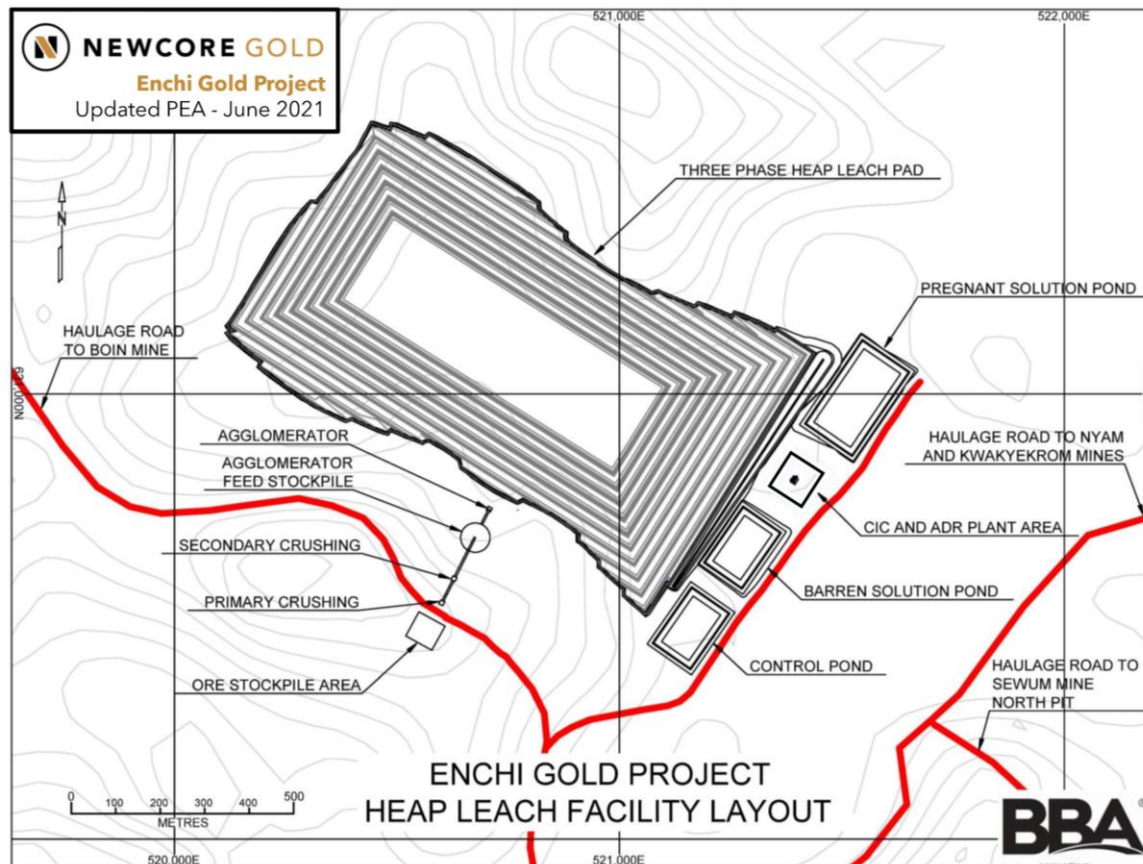 NEWCORE GOLD
Enchi Gold Project
Updated PEA - June 2021
521,000E
522,000E
N
THREE PHASE HEAP LEACH PAD
PREGNANT SOLUTION POND
HAULAGE ROAD
TO BOIN MINE
HAULAGE ROAD TO NYAM
AND KWAKYEKROM MINES
AGGLOMERATOR
AGGLOMERATOR
FEED STOCKPILE
CIC AND ADR PLANT AREA
SECONDARY CRUSHING
BARREN SOLUTION POND
PRIMARY CRUSHING
CONTROL POND
HAULAGE ROAD TO
SEWUM MINE
NORTH PIT
ORE STOCKPILE AREA
ENCHI GOLD PROJECT
HEAP LEACH FACILITY LAYOUT
0 100 200 300 400 500
METRES
BBA
520,000E
521,000E
522,000E